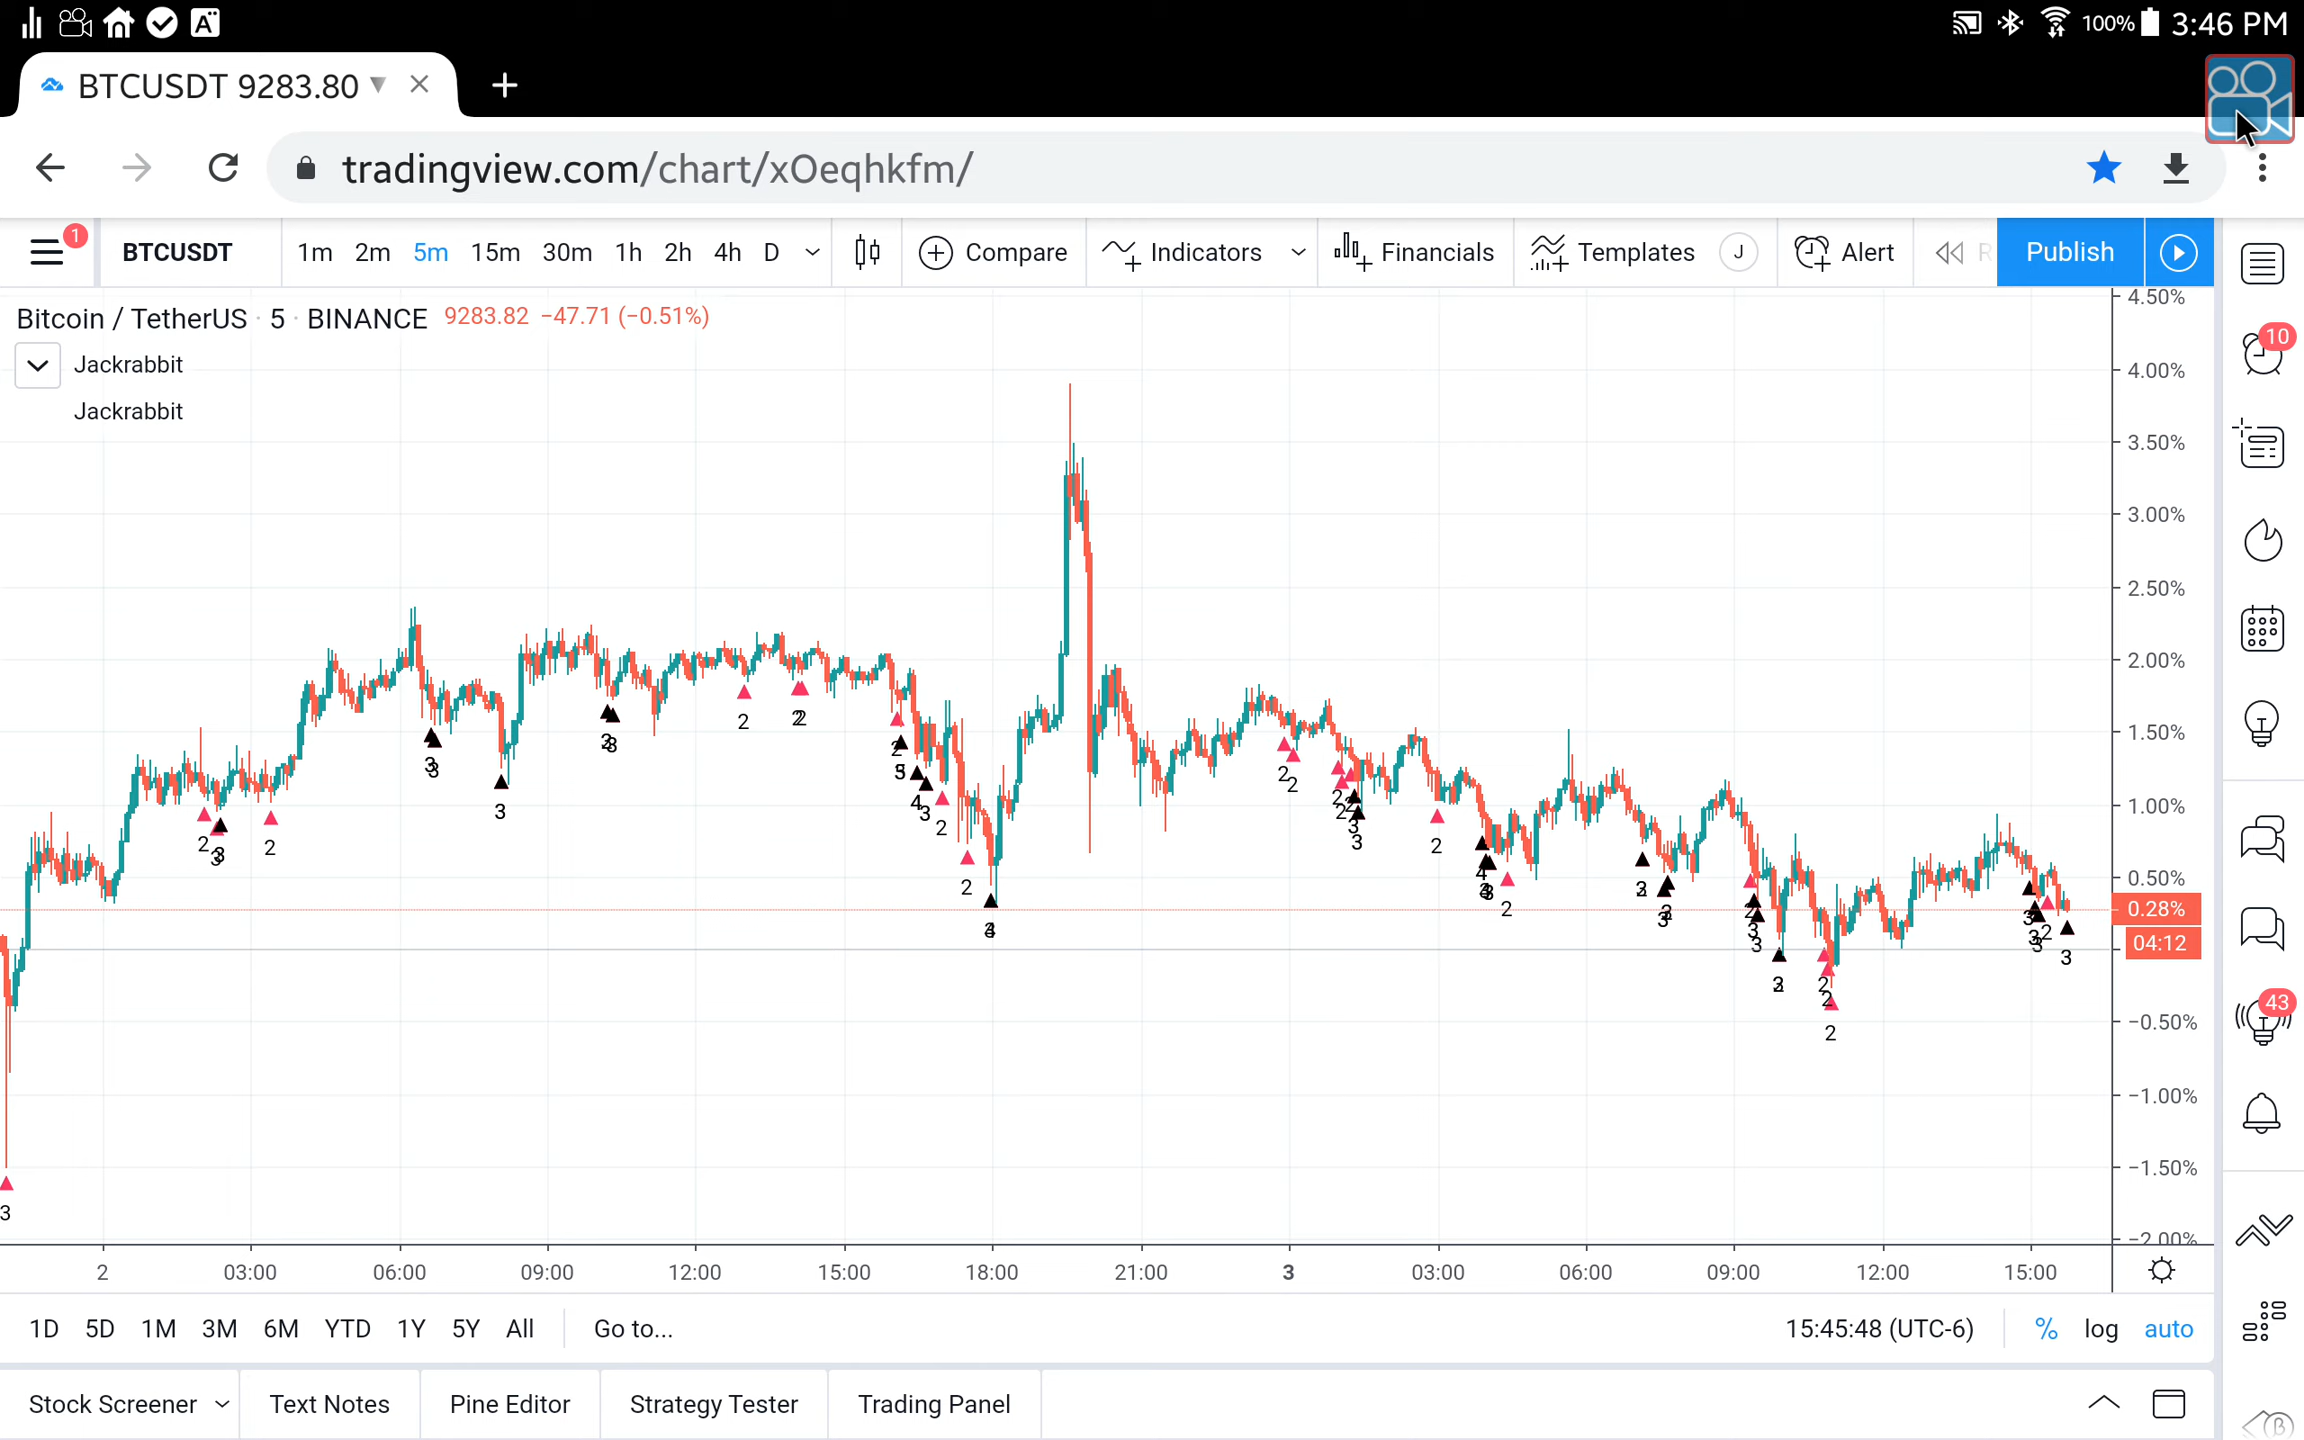 100% 3:46 PM
BTCUSDT 9283.80
tradingview.com/chart/xOeqhkfm/
1
BTCUSDT 1m 2m 5m 15m 30m 1h 2h 4h D Compare Indicators Financials Templates J Alert Publish
Bitcoin / TetherUS · 5 · BINANCE 9283.82 −47.71 (−0.51%)
Jackrabbit
Jackrabbit
4.50%
4.00%
3.50%
3.00%
2.50%
2.00%
1.50%
1.00%
0.50%
0.28%
04:12
−0.50%
−1.00%
−1.50%
−2.00%
10
43
2 03:00 06:00 09:00 12:00 15:00 18:00 21:00 3 03:00 06:00 09:00 12:00 15:00
1D 5D 1M 3M 6M YTD 1Y 5Y All Go to... 15:45:48 (UTC-6) % log auto
Stock Screener Text Notes Pine Editor Strategy Tester Trading Panel